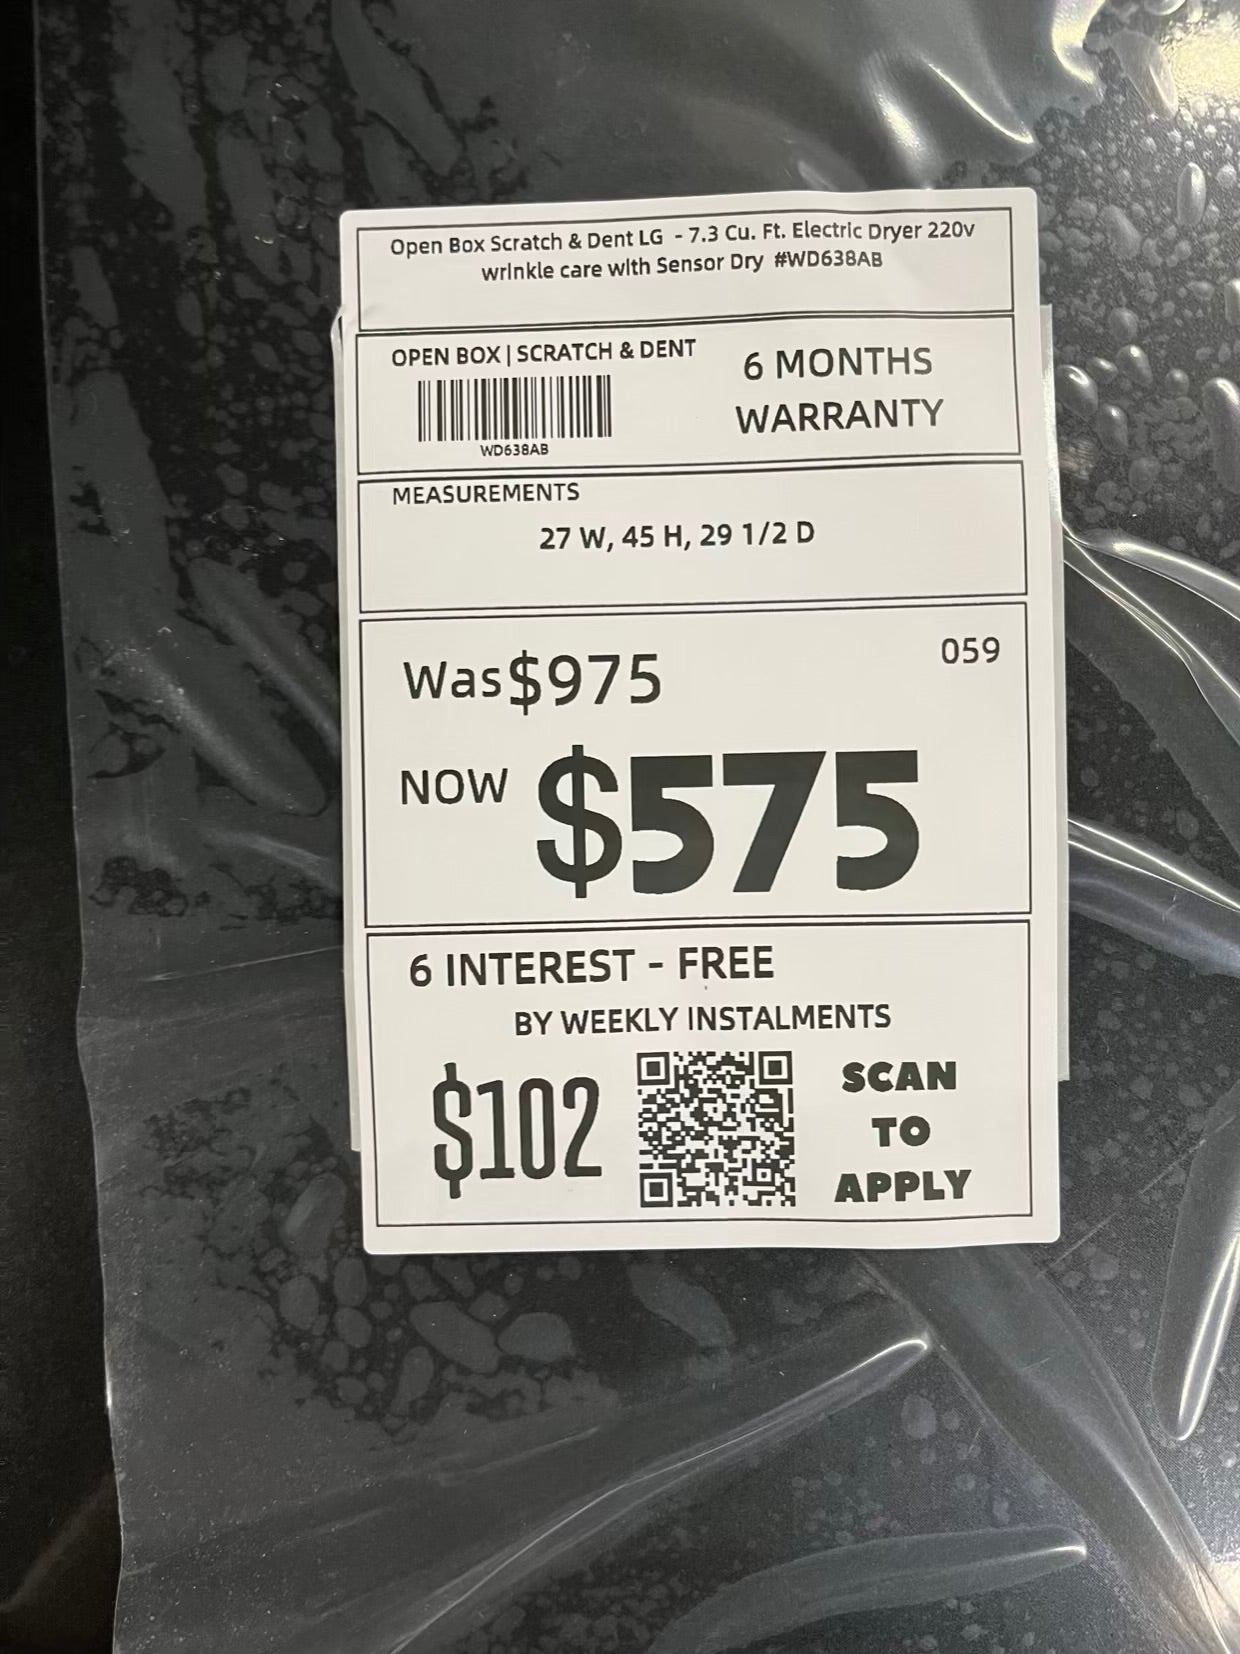 Open Box Scratch & Dent LG - 7.3 Cu. Ft. Electric Dryer 220v
wrinkle care with Sensor Dry #WD638AB
OPEN BOX | SCRATCH & DENT
WD638AB
6 MONTHS
WARRANTY
MEASUREMENTS
27 W, 45 H, 29 1/2 D
059
Was $975
NOW $575
6 INTEREST - FREE
BY WEEKLY INSTALMENTS
$102
SCAN
TO
APPLY